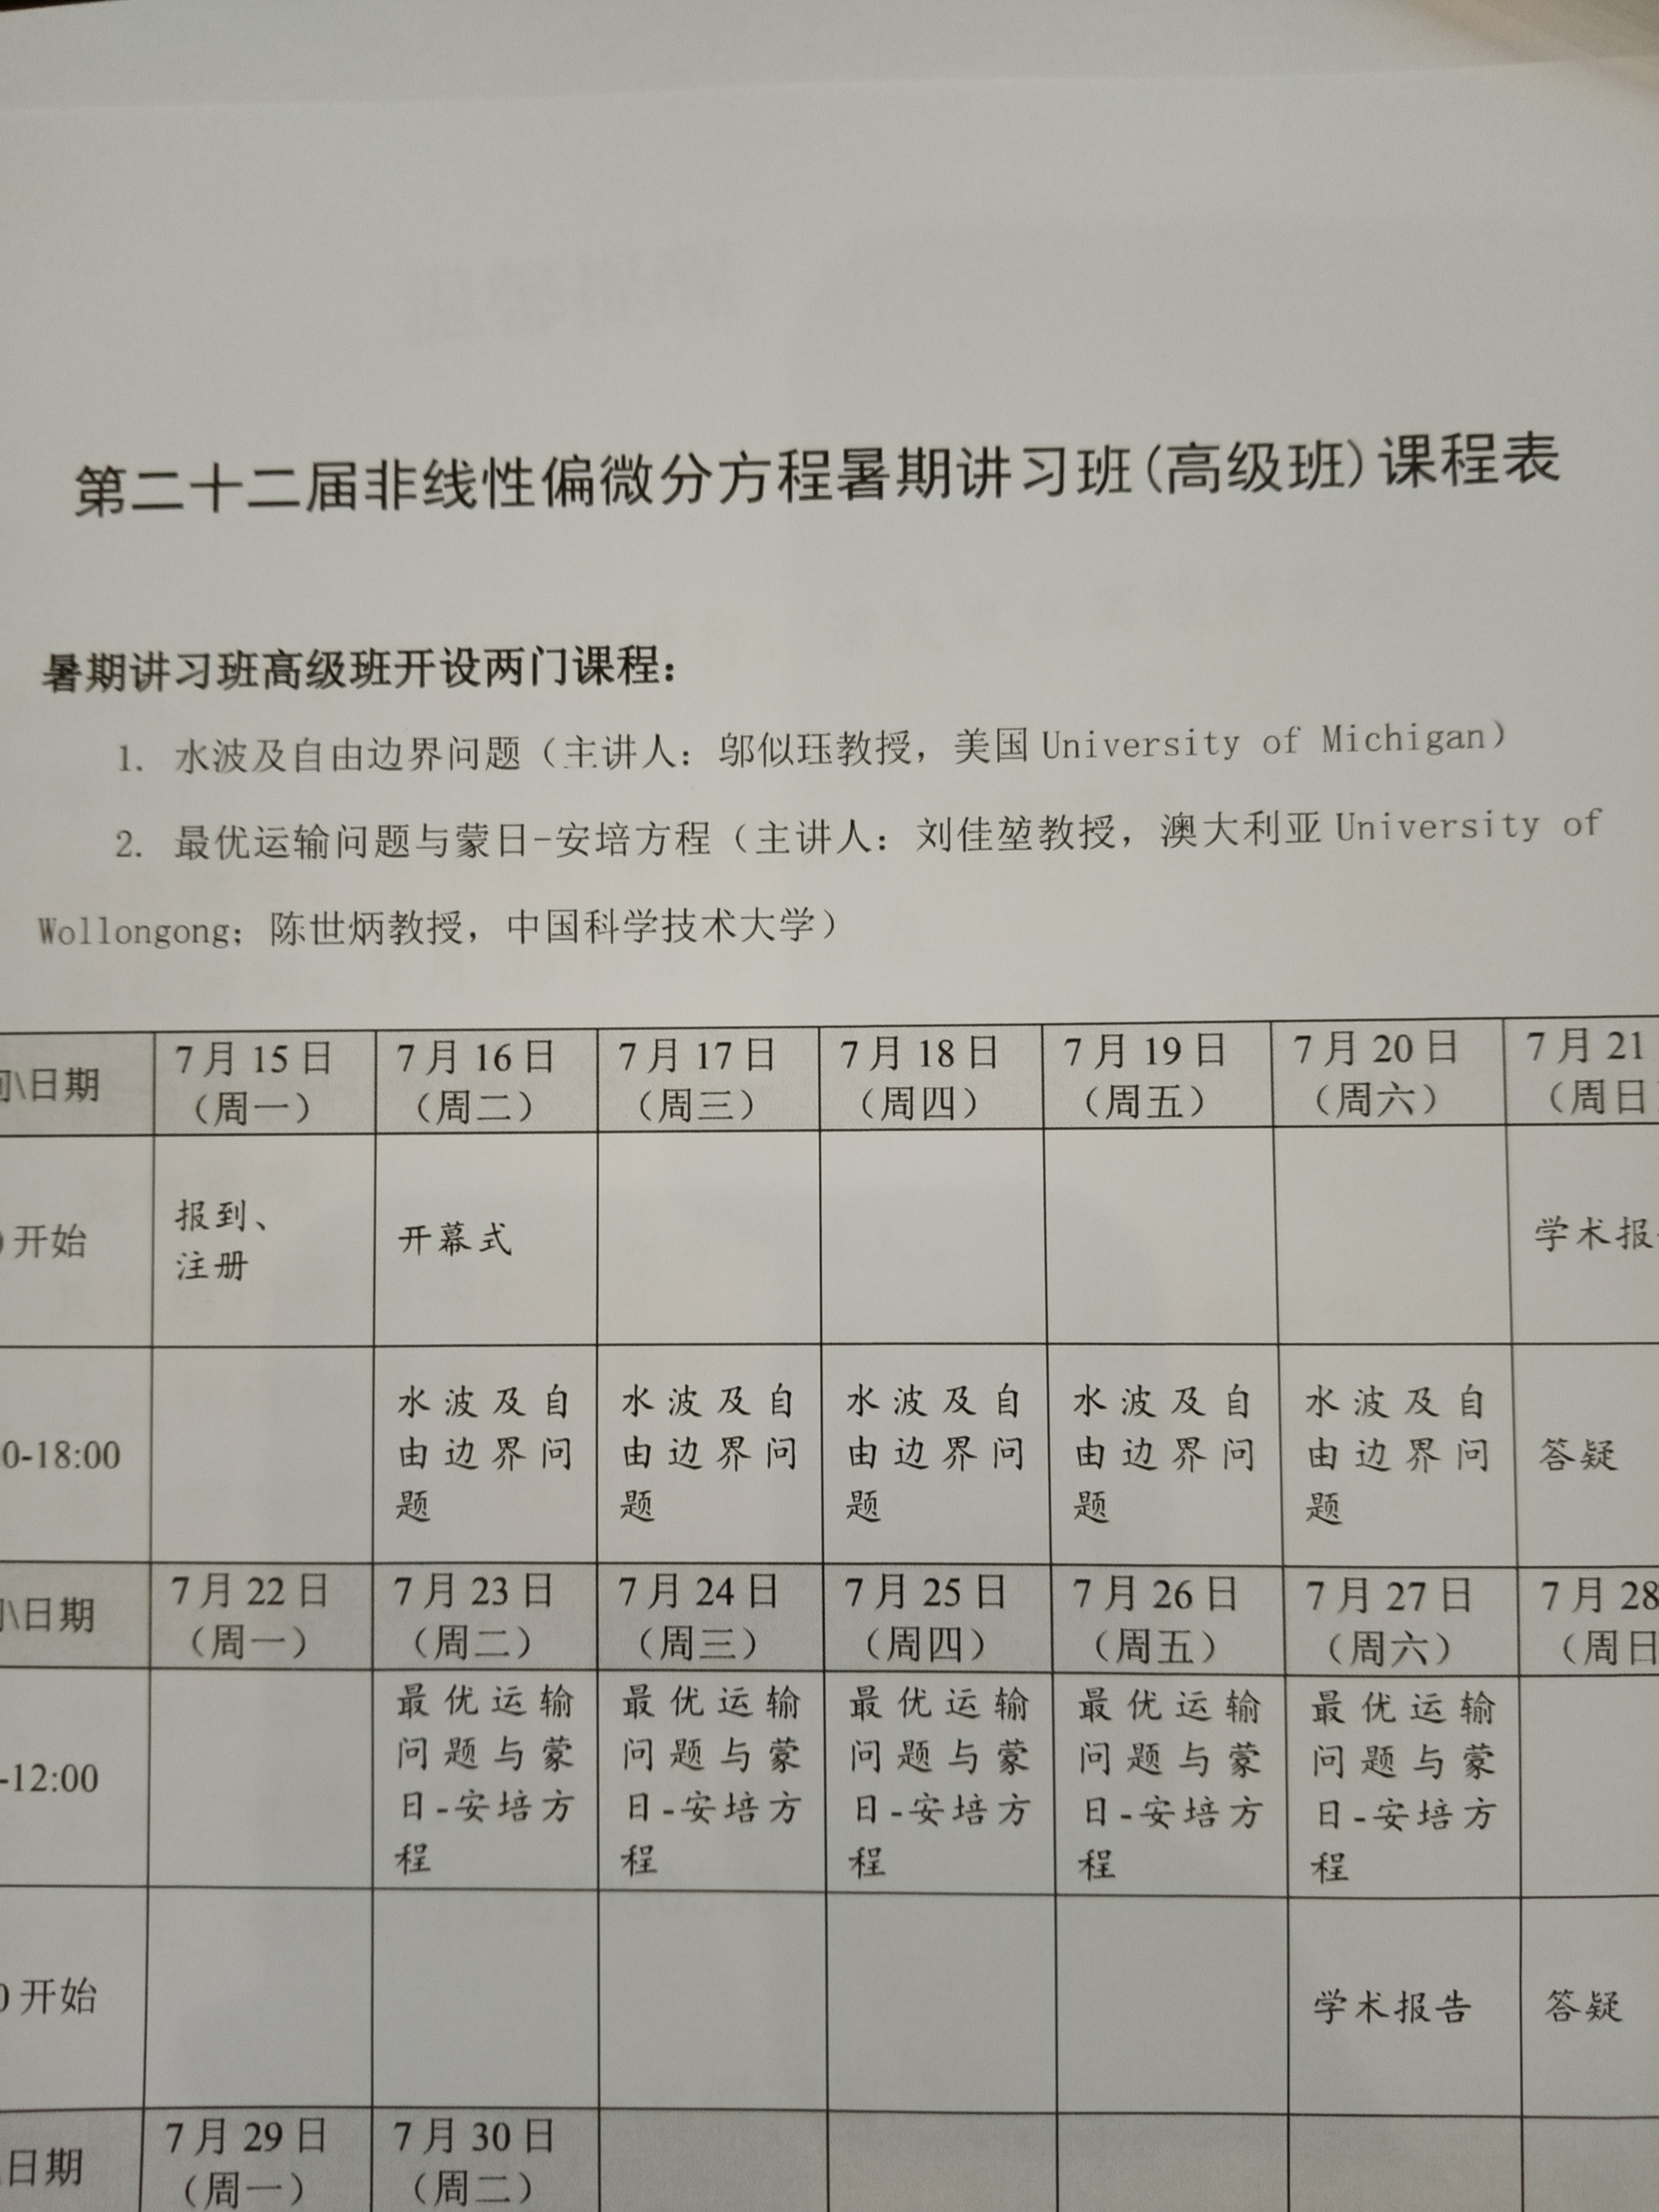 第二十二届非线性偏微分方程暑期讲习班(高级班)课程表
暑期讲习班高级班开设两门课程：
1. 水波及自由边界问题（主讲人：邬似珏教授，美国 University of Michigan）
2. 最优运输问题与蒙日-安培方程（主讲人：刘佳堃教授，澳大利亚 University of
Wollongong；陈世炳教授，中国科学技术大学）
\日期 7月15日 7月16日 7月17日 7月18日 7月19日 7月20日 7月21
（周一） （周二） （周三） （周四） （周五） （周六） （周日
开始 报到、 开幕式 学术报
注册
0-18:00 水波及自 水波及自 水波及自 水波及自 水波及自 答疑
由边界问 由边界问 由边界问 由边界问 由边界问
题 题 题 题 题
\日期 7月22日 7月23日 7月24日 7月25日 7月26日 7月27日 7月28
（周一） （周二） （周三） （周四） （周五） （周六） （周日
-12:00 最优运输 最优运输 最优运输 最优运输 最优运输
问题与蒙 问题与蒙 问题与蒙 问题与蒙 问题与蒙
日-安培方 日-安培方 日-安培方 日-安培方 日-安培方
程 程 程 程 程
0开始 学术报告 答疑
日期 7月29日 7月30日
（周一） （周二）